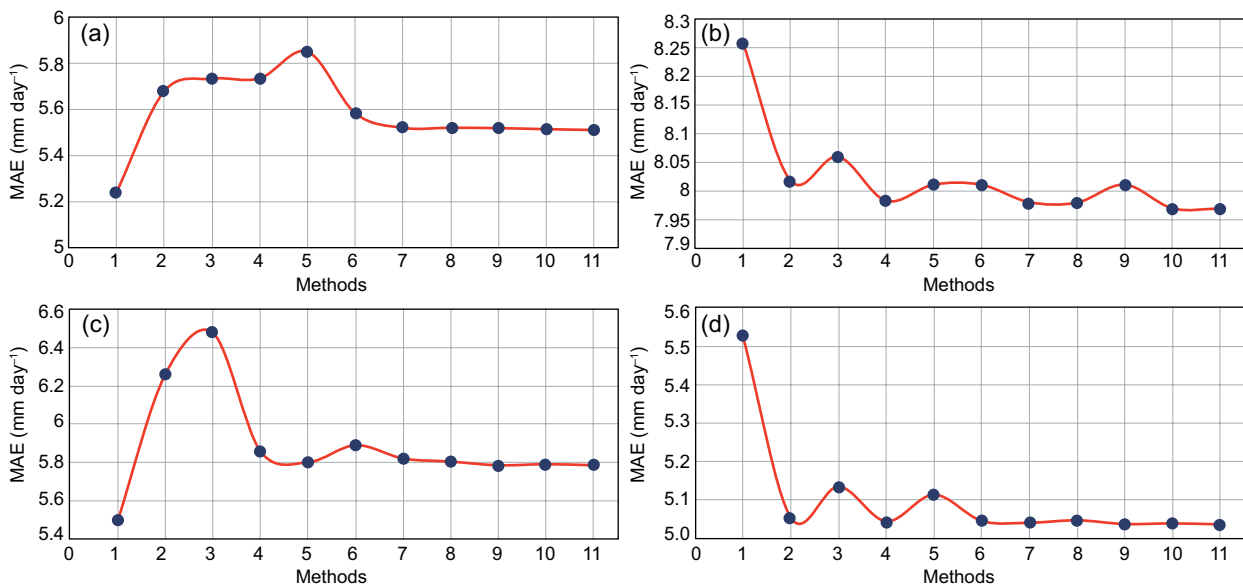 (a)
MAE (mm day⁻¹)
6
5.8
5.6
5.4
5.2
5
0 1 2 3 4 5 6 7 8 9 10 11
Methods
(b)
MAE (mm day⁻¹)
8.3
8.25
8.2
8.15
8.1
8.05
8
7.95
7.9
0 1 2 3 4 5 6 7 8 9 10 11
Methods
(c)
MAE (mm day⁻¹)
6.6
6.4
6.2
6
5.8
5.6
5.4
0 1 2 3 4 5 6 7 8 9 10 11
Methods
(d)
MAE (mm day⁻¹)
5.6
5.5
5.4
5.3
5.2
5.1
5.0
0 1 2 3 4 5 6 7 8 9 10 11
Methods